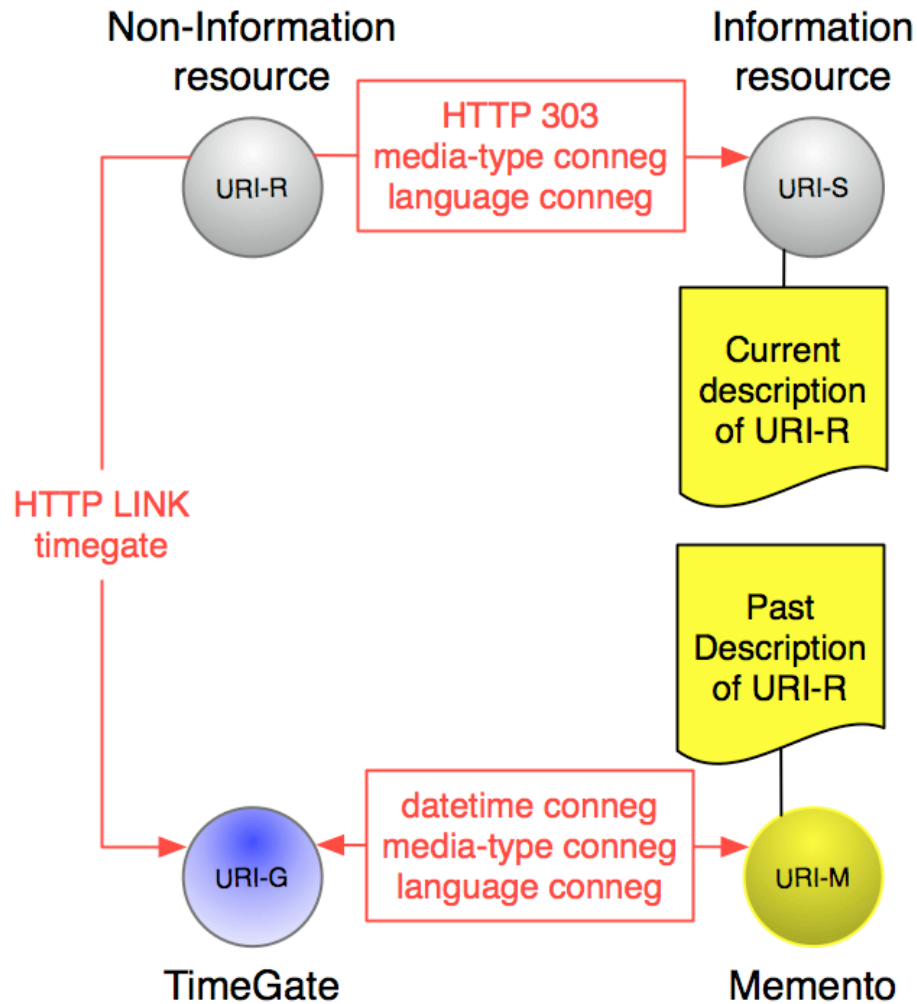 Non-Information
resource
Information
resource
URI-R
HTTP 303
media-type conneg
language conneg
URI-S
Current
description
of URI-R
HTTP LINK
timegate
Past
Description
of URI-R
URI-G
datetime conneg
media-type conneg
language conneg
URI-M
TimeGate
Memento